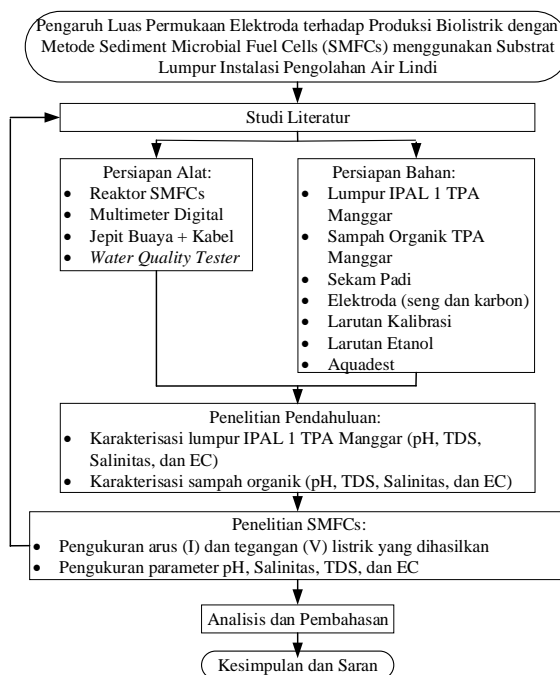 Pengaruh Luas Permukaan Elektroda terhadap Produksi Biolistrik dengan
Metode Sediment Microbial Fuel Cells (SMFCs) menggunakan Substrat
Lumpur Instalasi Pengolahan Air Lindi
Studi Literatur
Persiapan Alat:
• Reaktor SMFCs
• Multimeter Digital
• Jepit Buaya + Kabel
• Water Quality Tester
Persiapan Bahan:
• Lumpur IPAL 1 TPA
Manggar
• Sampah Organik TPA
Manggar
• Sekam Padi
• Elektroda (seng dan karbon)
• Larutan Kalibrasi
• Larutan Etanol
• Aquadest
Penelitian Pendahuluan:
• Karakterisasi lumpur IPAL 1 TPA Manggar (pH, TDS,
Salinitas, dan EC)
• Karakterisasi sampah organik (pH, TDS, Salinitas, dan EC)
Penelitian SMFCs:
• Pengukuran arus (I) dan tegangan (V) listrik yang dihasilkan
• Pengukuran parameter pH, Salinitas, TDS, dan EC
Analisis dan Pembahasan
Kesimpulan dan Saran